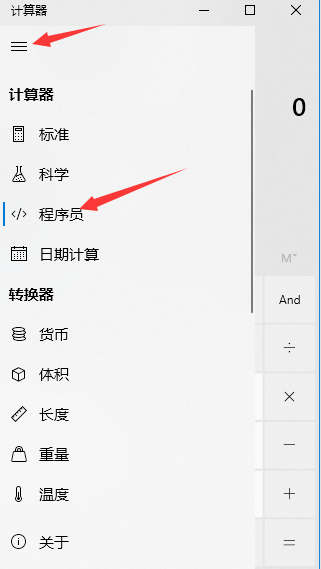 计算器
0
计算器
标准
科学
程序员
日期计算
M
转换器
And
货币
÷
体积
×
长度
−
重量
+
温度
关于
=